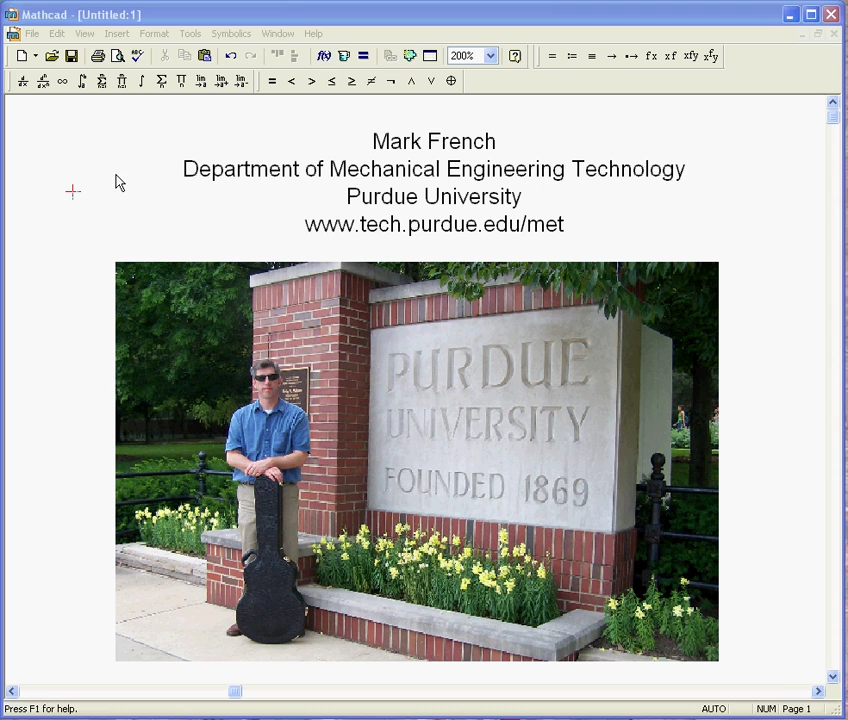 Mathcad - [Untitled:1]
File Edit View Insert Format Tools Symbolics Window Help
200%
Mark French
Department of Mechanical Engineering Technology
Purdue University
www.tech.purdue.edu/met
PURDUE
UNIVERSITY
FOUNDED 1869
Press F1 for help.
AUTO NUM Page 1